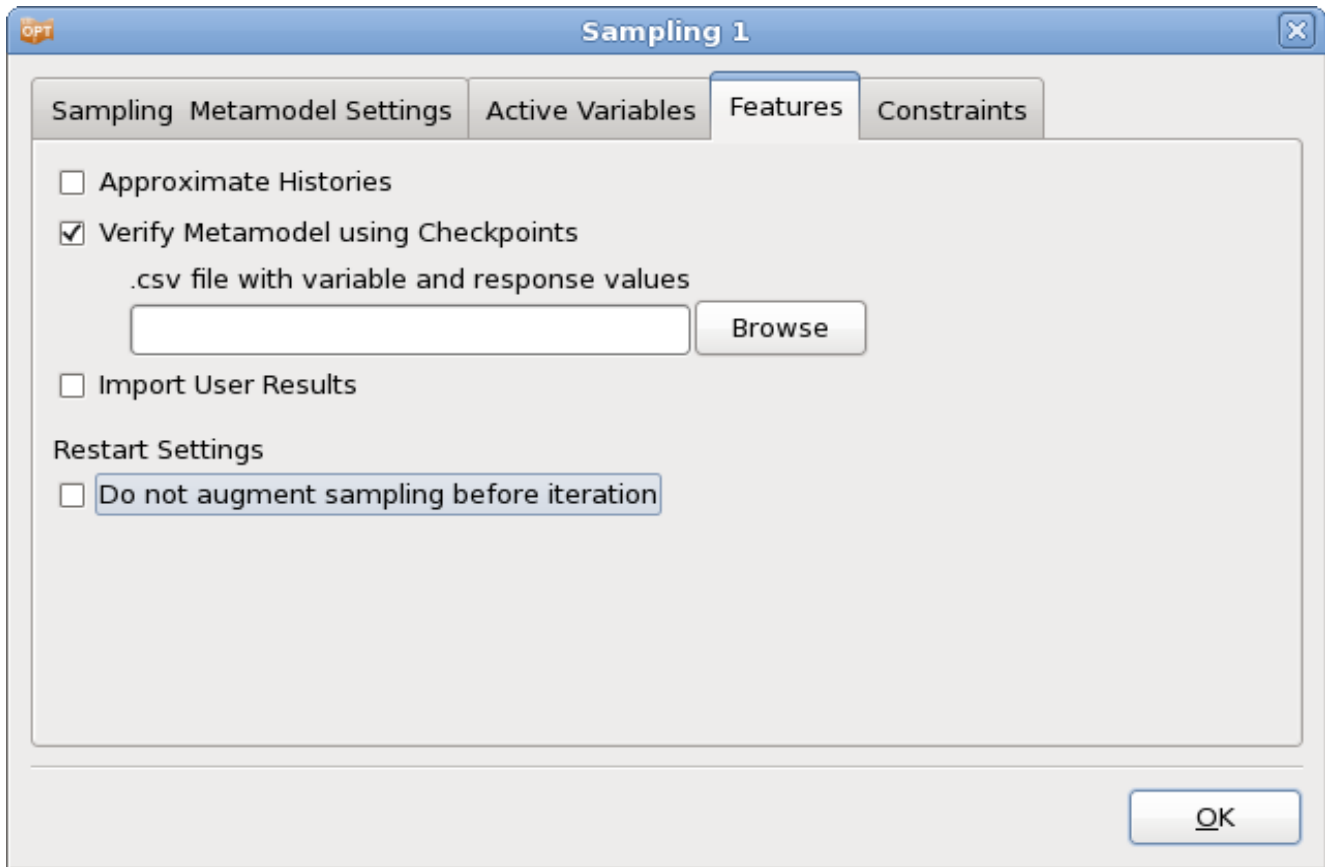 OPT
Sampling 1
Sampling Metamodel Settings Active Variables Features Constraints
Approximate Histories
Verify Metamodel using Checkpoints
.csv file with variable and response values
Browse
Import User Results
Restart Settings
Do not augment sampling before iteration
OK